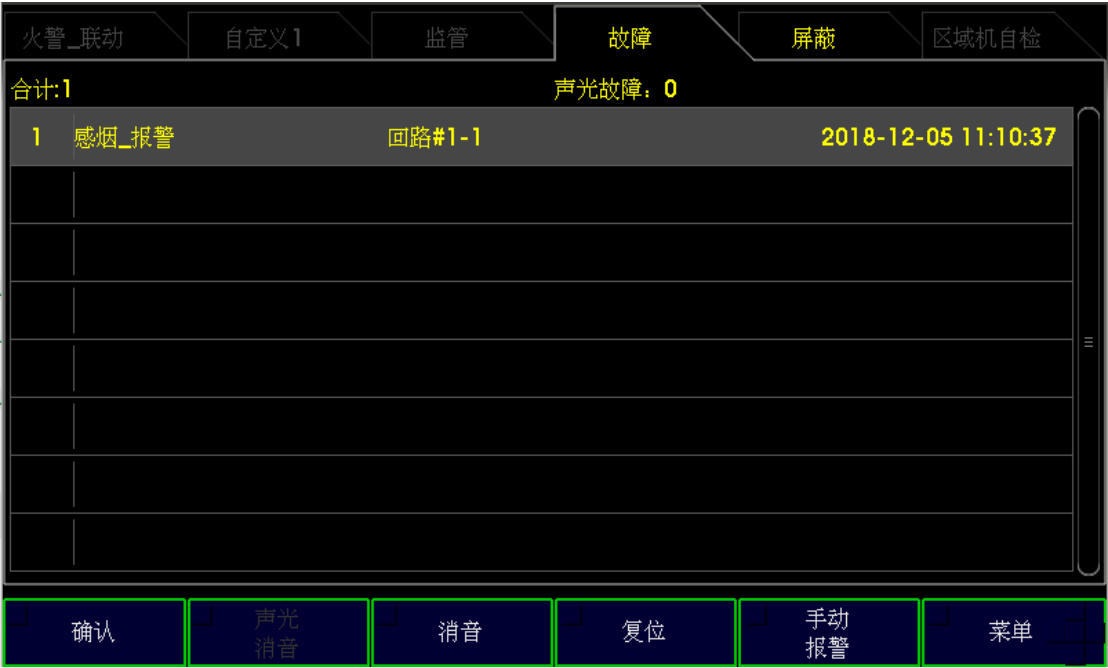 火警_联动 自定义1 监管 故障 屏蔽 区域机自检
合计:1 声光故障：0
1 感烟_报警 回路#1-1 2018-12-05 11:10:37
确认 声光 消音 消音 复位 手动 报警 菜单